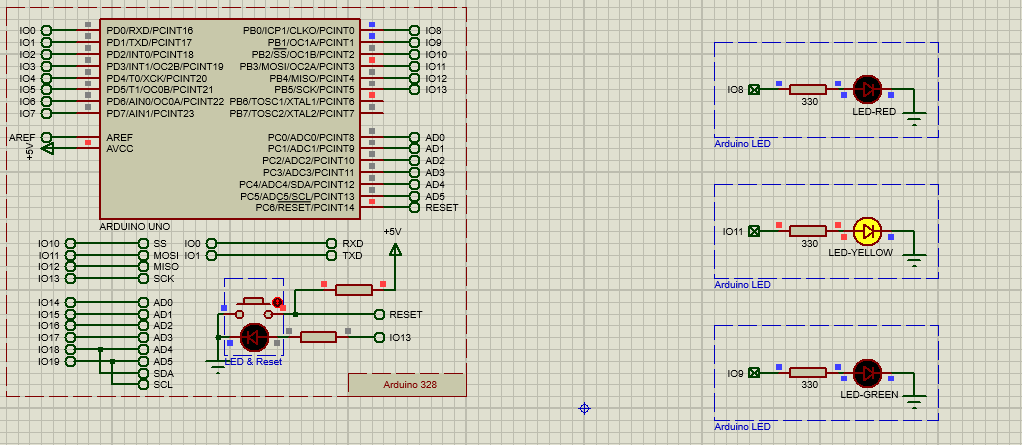 IO0 PD0/RXD/PCINT16 PB0/ICP1/CLKO/PCINT0 IO8
IO1 PD1/TXD/PCINT17 PB1/OC1A/PCINT1 IO9
IO2 PD2/INT0/PCINT18 PB2/SS/OC1B/PCINT2 IO10
IO3 PD3/INT1/OC2B/PCINT19 PB3/MOSI/OC2A/PCINT3 IO11
IO4 PD4/T0/XCK/PCINT20 PB4/MISO/PCINT4 IO12
IO5 PD5/T1/OC0B/PCINT21 PB5/SCK/PCINT5 IO13
IO6 PD6/AIN0/OC0A/PCINT22 PB6/TOSC1/XTAL1/PCINT6
IO7 PD7/AIN1/PCINT23 PB7/TOSC2/XTAL2/PCINT7
AREF AREF PC0/ADC0/PCINT8 AD0
+5V AVCC PC1/ADC1/PCINT9 AD1
PC2/ADC2/PCINT10 AD2
PC3/ADC3/PCINT11 AD3
PC4/ADC4/SDA/PCINT12 AD4
PC5/ADC5/SCL/PCINT13 AD5
PC6/RESET/PCINT14 RESET
ARDUINO UNO
IO10 SS IO0 RXD
IO11 MOSI IO1 TXD
IO12 MISO
IO13 SCK
+5V
IO14 AD0
IO15 AD1
IO16 AD2
IO17 AD3
IO18 AD4
IO19 AD5
SDA
SCL
RESET
IO13
LED & Reset
Arduino 328
IO8
330
LED-RED
Arduino LED
IO11
330
LED-YELLOW
Arduino LED
IO9
330
LED-GREEN
Arduino LED